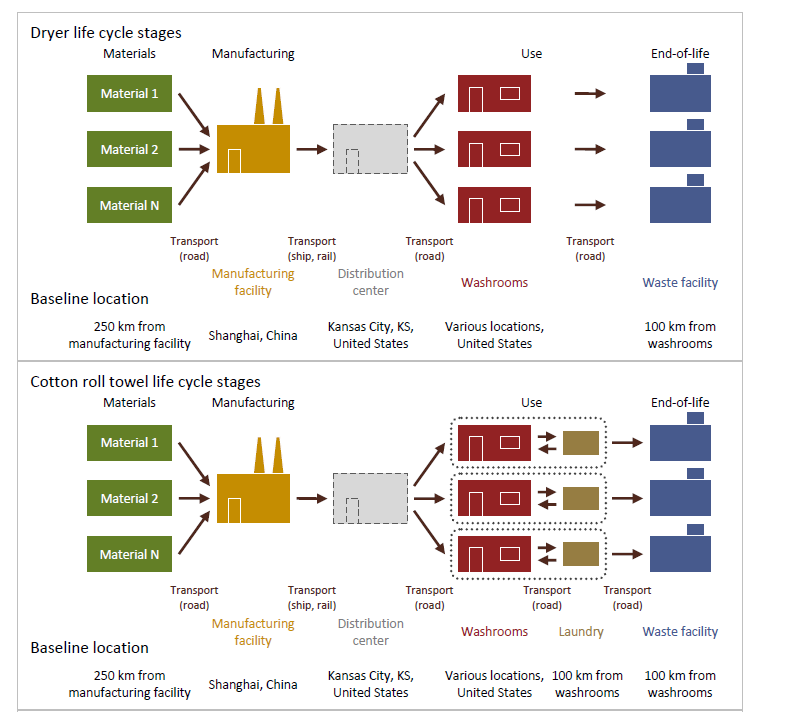 Dryer life cycle stages
Materials Manufacturing Use End-of-life
Material 1
Material 2
Material N
Transport (road)
Transport (ship, rail)
Transport (road)
Transport (road)
Manufacturing facility
Distribution center
Washrooms
Waste facility
Baseline location
250 km from manufacturing facility
Shanghai, China
Kansas City, KS, United States
Various locations, United States
100 km from washrooms
Cotton roll towel life cycle stages
Materials Manufacturing Use End-of-life
Material 1
Material 2
Material N
Transport (road)
Transport (ship, rail)
Transport (road)
Transport (road)
Transport (road)
Manufacturing facility
Distribution center
Washrooms
Laundry
Waste facility
Baseline location
250 km from manufacturing facility
Shanghai, China
Kansas City, KS, United States
Various locations, United States
100 km from washrooms
100 km from washrooms